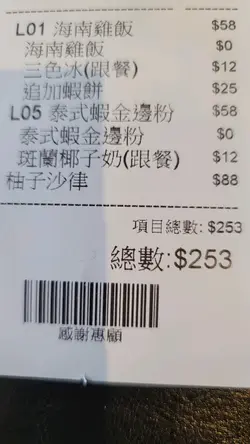 L01 海南雞飯 $58
海南雞飯 $0
三色冰(跟餐) $12
追加蝦餅 $25
L05 泰式蝦金邊粉 $58
泰式蝦金邊粉 $0
斑蘭椰子奶(跟餐) $12
柚子沙律 $88
項目總數: $253
總數:$253
感謝惠顧